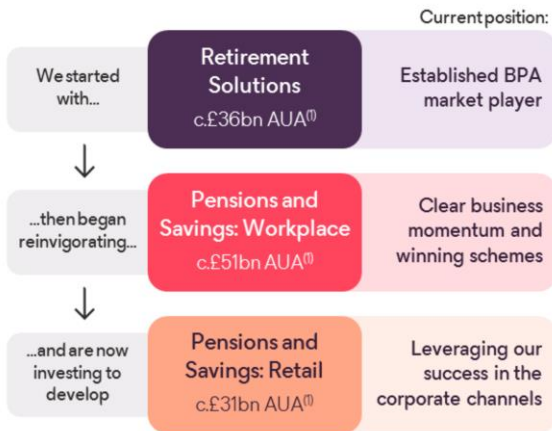 Current position:
We started
with...
Retirement
Solutions
c.£36bn AUA(1)
Established BPA
market player
...then began
reinvigorating...
Pensions and
Savings: Workplace
c.£51bn AUA(1)
Clear business
momentum and
winning schemes
...and are now
investing to
develop
Pensions and
Savings: Retail
c.£31bn AUA(1)
Leveraging our
success in the
corporate channels